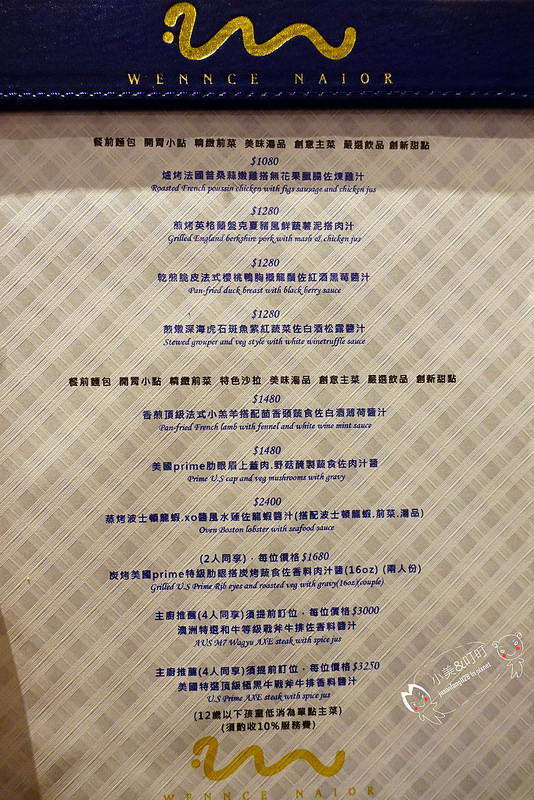 WENNCE NAIOR
餐前麵包 開胃小點 精緻前菜 美味湯品 創意主菜 嚴選飲品 創新甜點
$1080
爐烤法國普桑蒜嫩雞搭無花果臘腸佐煉雞汁
Roasted French poussin chicken with figs sausage and chicken jus
$1280
煎烤英格蘭盤克夏豬風鮮蔬薯泥搭肉汁
Grilled England berkshire pork with mash & chicken jus
$1280
乾煎脆皮法式櫻桃鴨胸擷龍鬚佐紅酒黑莓醬汁
Pan-fried duck breast with black berry sauce
$1280
煎嫩深海虎石斑魚紫紅蔬菜佐白酒松露醬汁
Stewed grouper and veg style with white winetruffle sauce
餐前麵包 開胃小點 精緻前菜 特色沙拉 美味湯品 創意主菜 嚴選飲品 創新甜點
$1480
香煎頂級法式小羔羊搭配茴香頭蔬食佐白酒薄荷醬汁
Pan-fried French lamb with fennel and white wine mint sauce
$1480
美國prime肋眼眉上蓋肉.野菇醃製蔬食佐肉汁醬
Prime U.S cap and veg mushrooms with gravy
$2400
蒸烤波士頓龍蝦.xo醬風水蓮佐龍蝦醬汁(搭配波士頓龍蝦.前菜.湯品)
Oven Boston lobster with seafood sauce
(2人同享)，每位價格$1680
炭烤美國prime特級肋眼搭炭烤蔬食佐香料肉汁醬(16oz) (兩人份)
Grilled U.S Prime Rib eyes and roasted veg with gravy(16oz)(couple)
主廚推薦(4人同享)須提前訂位，每位價格$3000
澳洲特選和牛等級戰斧牛排佐香料醬汁
AUS M7 Wagyu AXE steak with spice jus
主廚推薦(4人同享)須提前訂位，每位價格$3250
美國特選頂級極黑牛戰斧牛排香料醬汁
U.S Prime AXE steak with spice jus
(12歲以下孩童低消為單點主菜)
(須酌收10%服務費)
小美&叮叮
WENNCE NAIOR